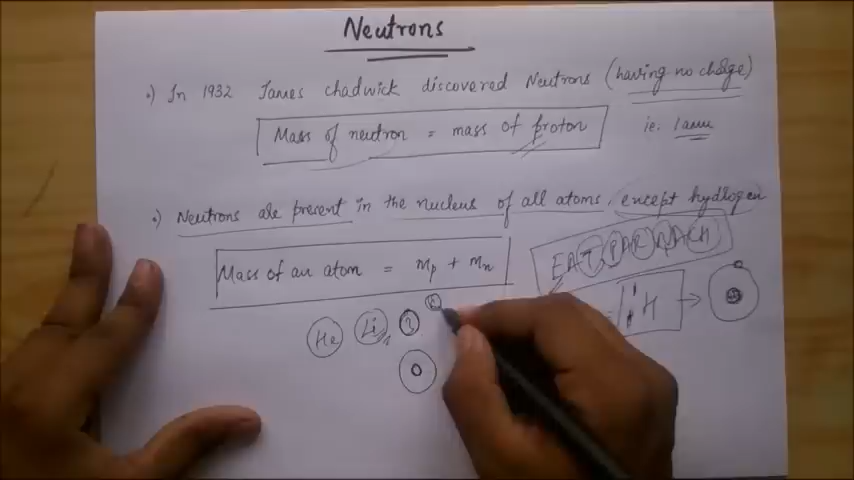 Neutrons
•) In 1932 James chadwick discovered Neutrons (having no charge)
Mass of neutron = mass of proton ie. 1amu
•) Neutrons are present in the nucleus of all atoms, except hydrogen
Mass of an atom = mp + mn
H
He Li